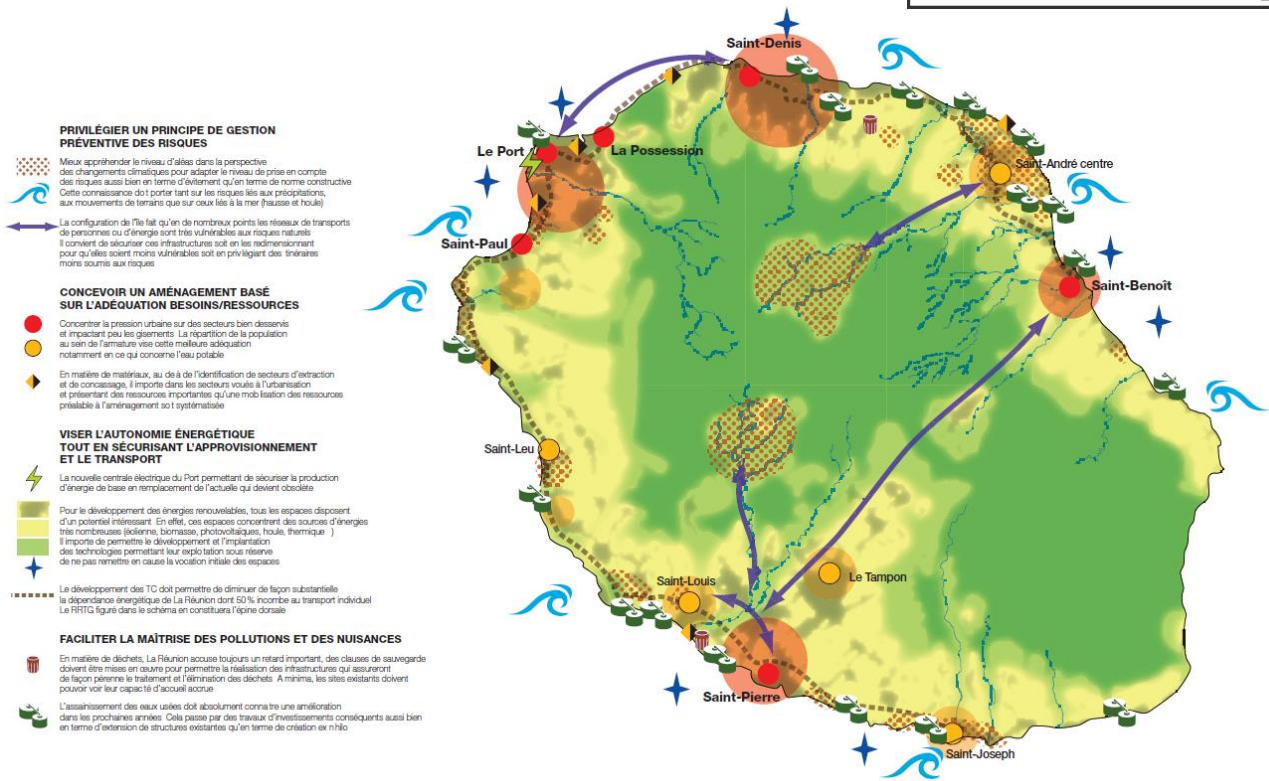 PRIVILÉGIER UN PRINCIPE DE GESTION
PRÉVENTIVE DES RISQUES
Mieux appréhender le niveau d'aléas dans la perspective
des changements climatiques pour adapter le niveau de prise en compte
des risques aussi bien en terme d'évitement qu'en terme de norme constructive
Cette connaissance do t porter tant sur les risques liés aux précipitations,
aux mouvements de terrains que sur ceux liés à la mer (hausse et houle)
La configuration de l'île fait qu'en de nombreux points les réseaux de transports
de personnes ou d'énergie sont très vulnérables aux risques naturels
Il convient de sécuriser ces infrastructures soit en les redimensionnant
pour qu'elles soient moins vulnérables soit en privilégiant des tinéraires
moins soumis aux risques
CONCEVOIR UN AMÉNAGEMENT BASÉ
SUR L'ADÉQUATION BESOINS/RESSOURCES
Concentrer la pression urbaine sur des secteurs bien desservis
et impactant peu les gisements La répartition de la population
au sein de l'armature vise cette meilleure adéquation
notamment en ce qui concerne l'eau potable
En matière de matériaux, au de à de l'identification de secteurs d'extraction
et de concassage, il importe dans les secteurs voués à l'urbanisation
et présentant des ressources importantes qu'une mob lisation des ressources
préalable à l'aménagement so t systématisée
VISER L'AUTONOMIE ÉNERGÉTIQUE
TOUT EN SÉCURISANT L'APPROVISIONNEMENT
ET LE TRANSPORT
La nouvelle centrale électrique du Port permettant de sécuriser la production
d'énergie de base en remplacement de l'actuelle qui devient obsolète
Pour le développement des énergies renouvelables, tous les espaces disposent
d'un potentiel intéressant En effet, ces espaces concentrent des sources d'énergies
très nombreuses (éolienne, biomasse, photovoltaïques, houle, thermique )
Il importe de permettre le développement et l'implantation
des technologies permettant leur explo tation sous réserve
de ne pas remettre en cause la vocation initiale des espaces
Le développement des TC doit permettre de diminuer de façon substantielle
la dépendance énergétique de La Réunion dont 50 % incombe au transport individuel
Le RRTG figuré dans le schéma en constituera l'épine dorsale
FACILITER LA MAÎTRISE DES POLLUTIONS ET DES NUISANCES
En matière de déchets, La Réunion accuse toujours un retard important, des clauses de sauvegarde
doivent être mises en œuvre pour permettre la réalisation des infrastructures qui assureront
de façon pérenne le traitement et l'élimination des déchets A minima, les sites existants doivent
pouvoir voir leur capac té d'accueil accrue
L'assainissement des eaux usées doit absolument conna tre une amélioration
dans les prochaines années Cela passe par des travaux d'investissements conséquents aussi bien
en terme d'extension de structures existantes qu'en terme de création ex n hilo
Saint-Denis
Le Port
La Possession
Saint-André centre
Saint-Paul
Saint-Benoît
Saint-Leu
Saint-Louis
Le Tampon
Saint-Pierre
Saint-Joseph